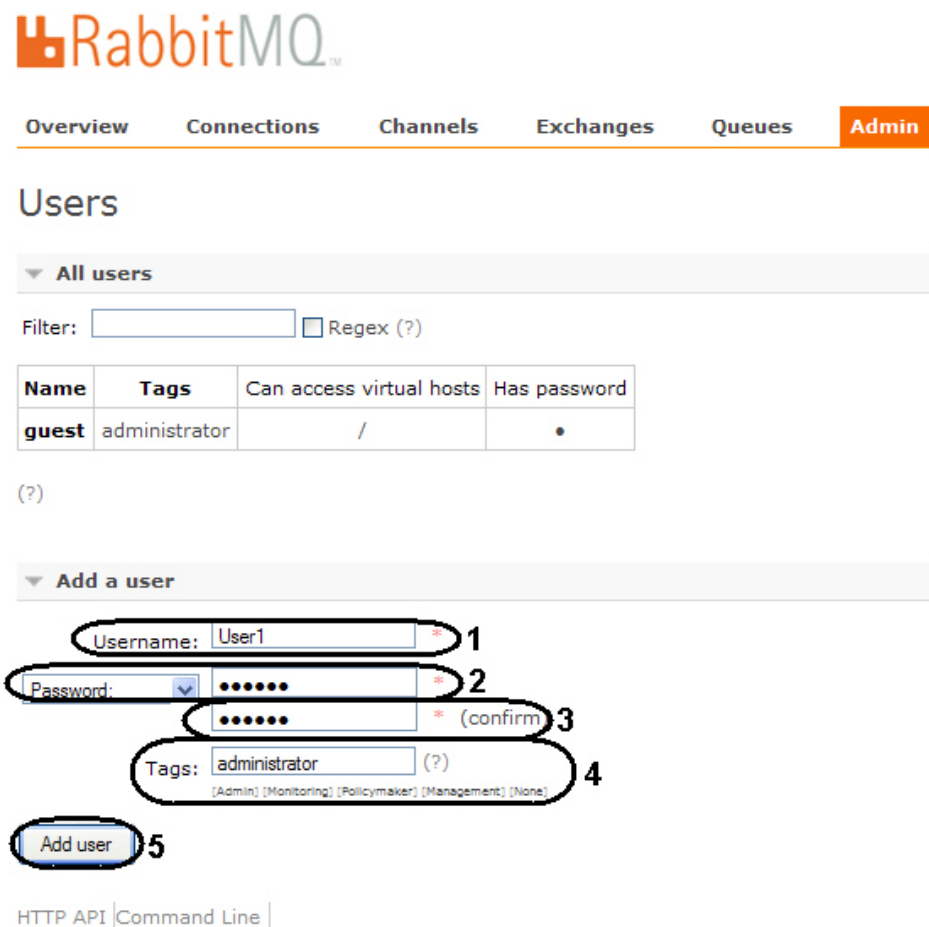 RabbitMQ™
Overview Connections Channels Exchanges Queues Admin
Users
All users
Filter: Regex (?)
Name Tags Can access virtual hosts Has password
guest administrator / •
(?)
Add a user
Username: User1 * 1
Password: •••••• * 2
•••••• * (confirm) 3
Tags: administrator (?) 4
[Admin] [Monitoring] [Policymaker] [Management] [None]
Add user 5
HTTP API Command Line